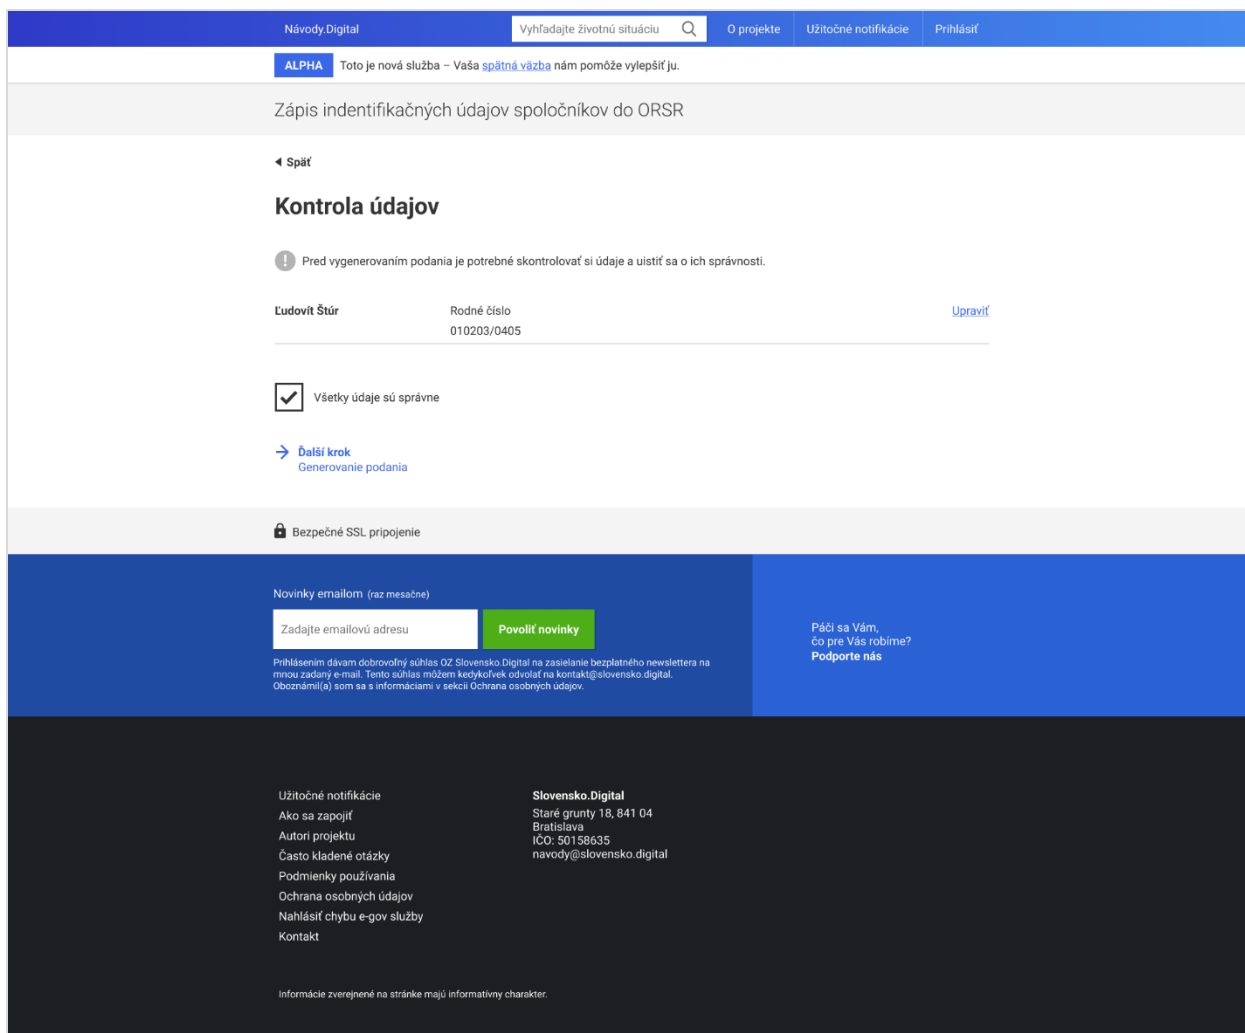 Návody.Digital
Vyhľadajte životnú situáciu
O projekte
Užitočné notifikácie
Prihlásiť
ALPHA Toto je nová služba – Vaša spätná väzba nám pomôže vylepšiť ju.
Zápis indentifikačných údajov spoločníkov do ORSR
Späť
Kontrola údajov
Pred vygenerovaním podania je potrebné skontrolovať si údaje a uistiť sa o ich správnosti.
Ľudovít Štúr
Rodné číslo
010203/0405
Upraviť
Všetky údaje sú správne
Ďalší krok
Generovanie podania
Bezpečné SSL pripojenie
Novinky emailom (raz mesačne)
Zadajte emailovú adresu
Povoliť novinky
Prihlásením dávam dobrovoľný súhlas OZ Slovensko.Digital na zasielanie bezplatného newslettera na
mnou zadaný e-mail. Tento súhlas môžem kedykoľvek odvolať na kontakt@slovensko.digital.
Oboznámil(a) som sa s informáciami v sekcii Ochrana osobných údajov.
Páči sa Vám,
čo pre Vás robíme?
Podporte nás
Užitočné notifikácie
Ako sa zapojiť
Autori projektu
Často kladené otázky
Podmienky používania
Ochrana osobných údajov
Nahlásiť chybu e-gov služby
Kontakt
Slovensko.Digital
Staré grunty 18, 841 04
Bratislava
IČO: 50158635
navody@slovensko.digital
Informácie zverejnené na stránke majú informatívny charakter.